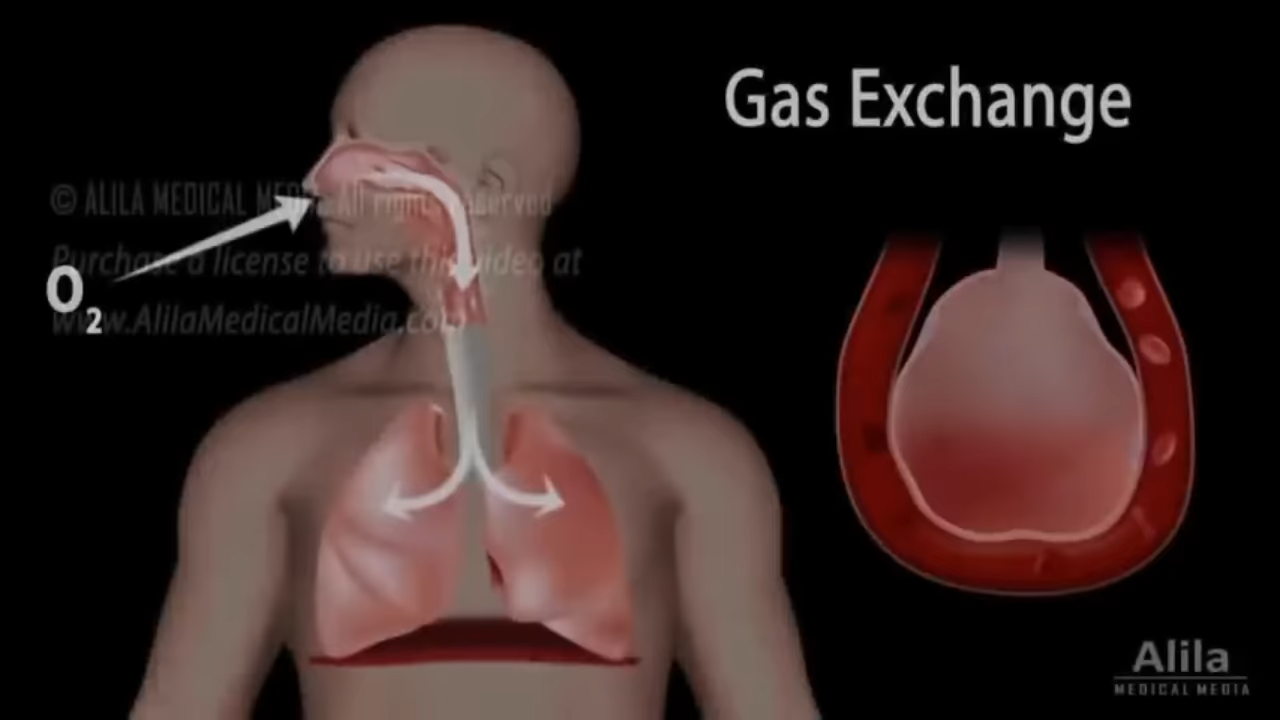 Gas Exchange
© ALILA MEDICAL MEDIA. All rights reserved.
Purchase a license to use this video at
www.AlilaMedicalMedia.com
O2
Alila
MEDICAL MEDIA